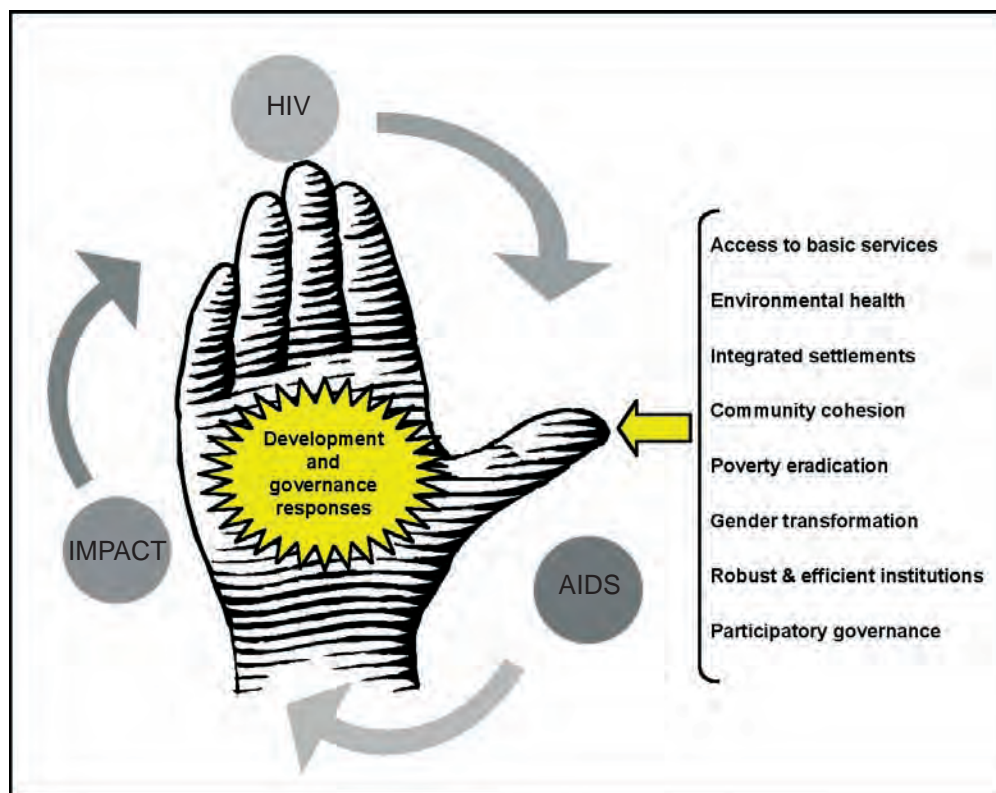 HIV
Access to basic services
Environmental health
Integrated settlements
Community cohesion
Poverty eradication
Gender transformation
Robust & efficient institutions
Participatory governance
Development
and
governance
responses
IMPACT
AIDS